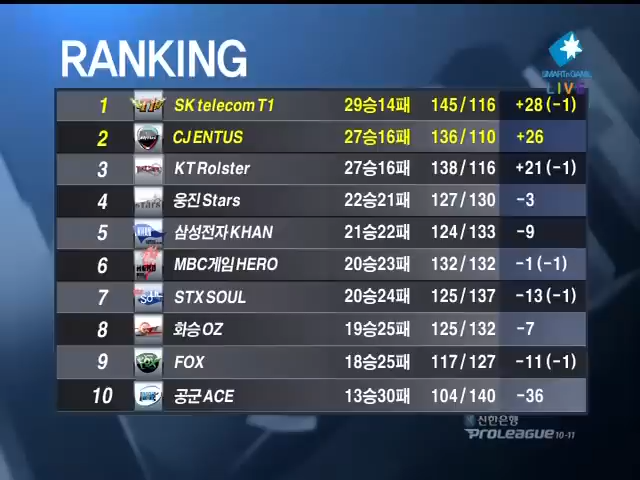 RANKING
SMARTnGAME
LIVE
1 SK telecom T1 29승14패 145/116 +28(-1)
2 CJ ENTUS 27승16패 136/110 +26
3 KT Rolster 27승16패 138/116 +21(-1)
4 웅진 Stars 22승21패 127/130 -3
5 삼성전자 KHAN 21승22패 124/133 -9
6 MBC게임 HERO 20승23패 132/132 -1(-1)
7 STX SOUL 20승24패 125/137 -13(-1)
8 화승 OZ 19승25패 125/132 -7
9 FOX 18승25패 117/127 -11(-1)
10 공군 ACE 13승30패 104/140 -36
신한은행
PROLEAGUE 10-11